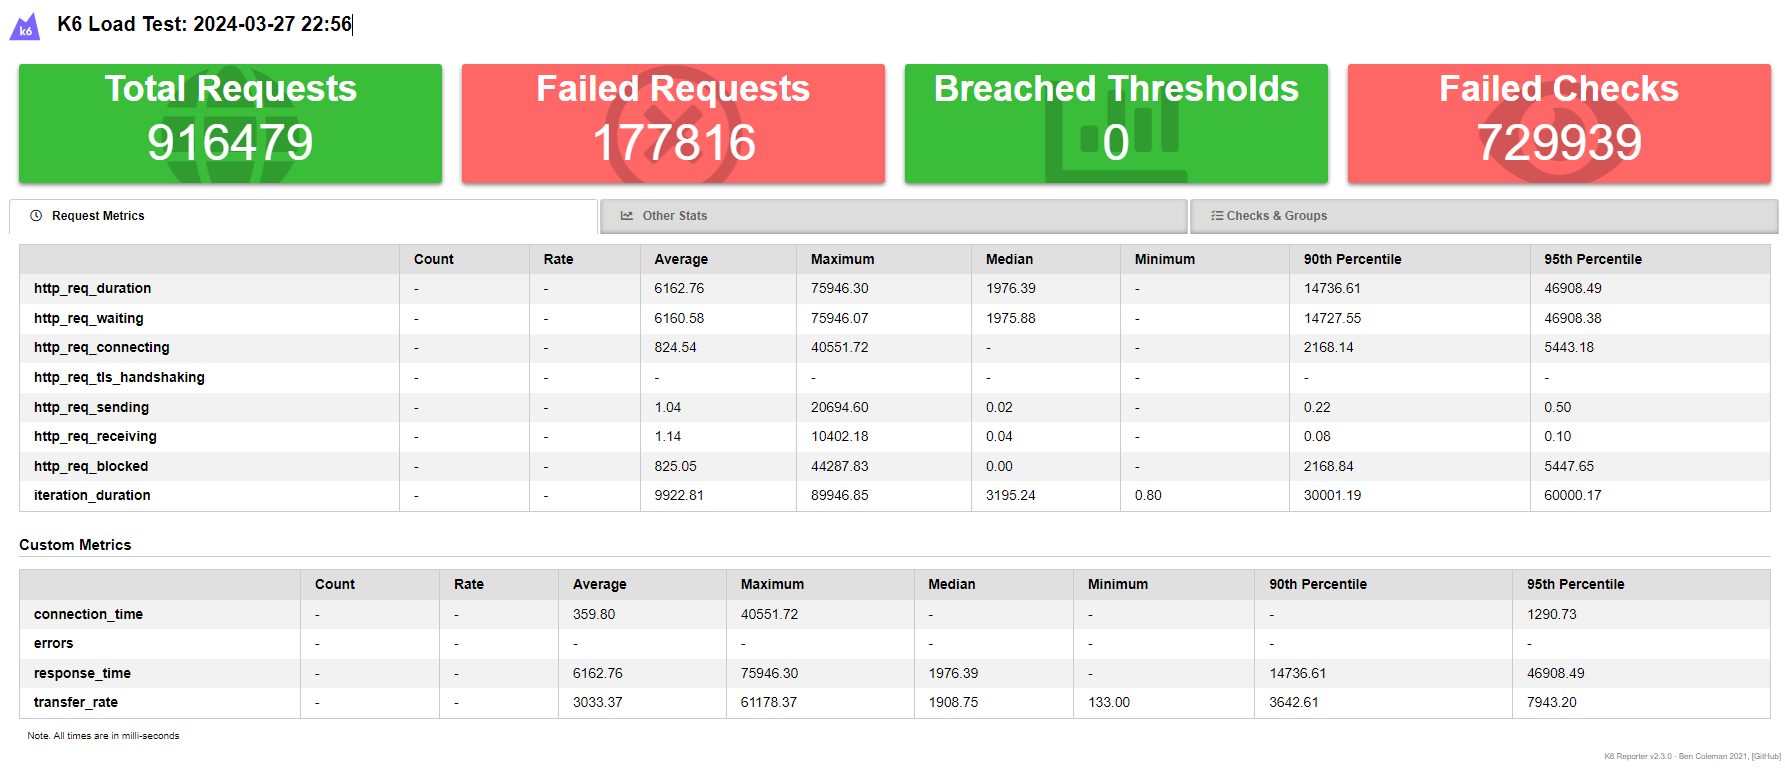 k6
K6 Load Test: 2024-03-27 22:56
Total Requests
916479
Failed Requests
177816
Breached Thresholds
0
Failed Checks
729939
Request Metrics
Other Stats
Checks & Groups
Count Rate Average Maximum Median Minimum 90th Percentile 95th Percentile
http_req_duration - - 6162.76 75946.30 1976.39 - 14736.61 46908.49
http_req_waiting - - 6160.58 75946.07 1975.88 - 14727.55 46908.38
http_req_connecting - - 824.54 40551.72 - - 2168.14 5443.18
http_req_tls_handshaking - - - - - - - -
http_req_sending - - 1.04 20694.60 0.02 - 0.22 0.50
http_req_receiving - - 1.14 10402.18 0.04 - 0.08 0.10
http_req_blocked - - 825.05 44287.83 0.00 - 2168.84 5447.65
iteration_duration - - 9922.81 89946.85 3195.24 0.80 30001.19 60000.17
Custom Metrics
Count Rate Average Maximum Median Minimum 90th Percentile 95th Percentile
connection_time - - 359.80 40551.72 - - - 1290.73
errors - - - - - - - -
response_time - - 6162.76 75946.30 1976.39 - 14736.61 46908.49
transfer_rate - - 3033.37 61178.37 1908.75 133.00 3642.61 7943.20
Note. All times are in milli-seconds
K6 Reporter v2.3.0 - Ben Coleman 2021, [GitHub]